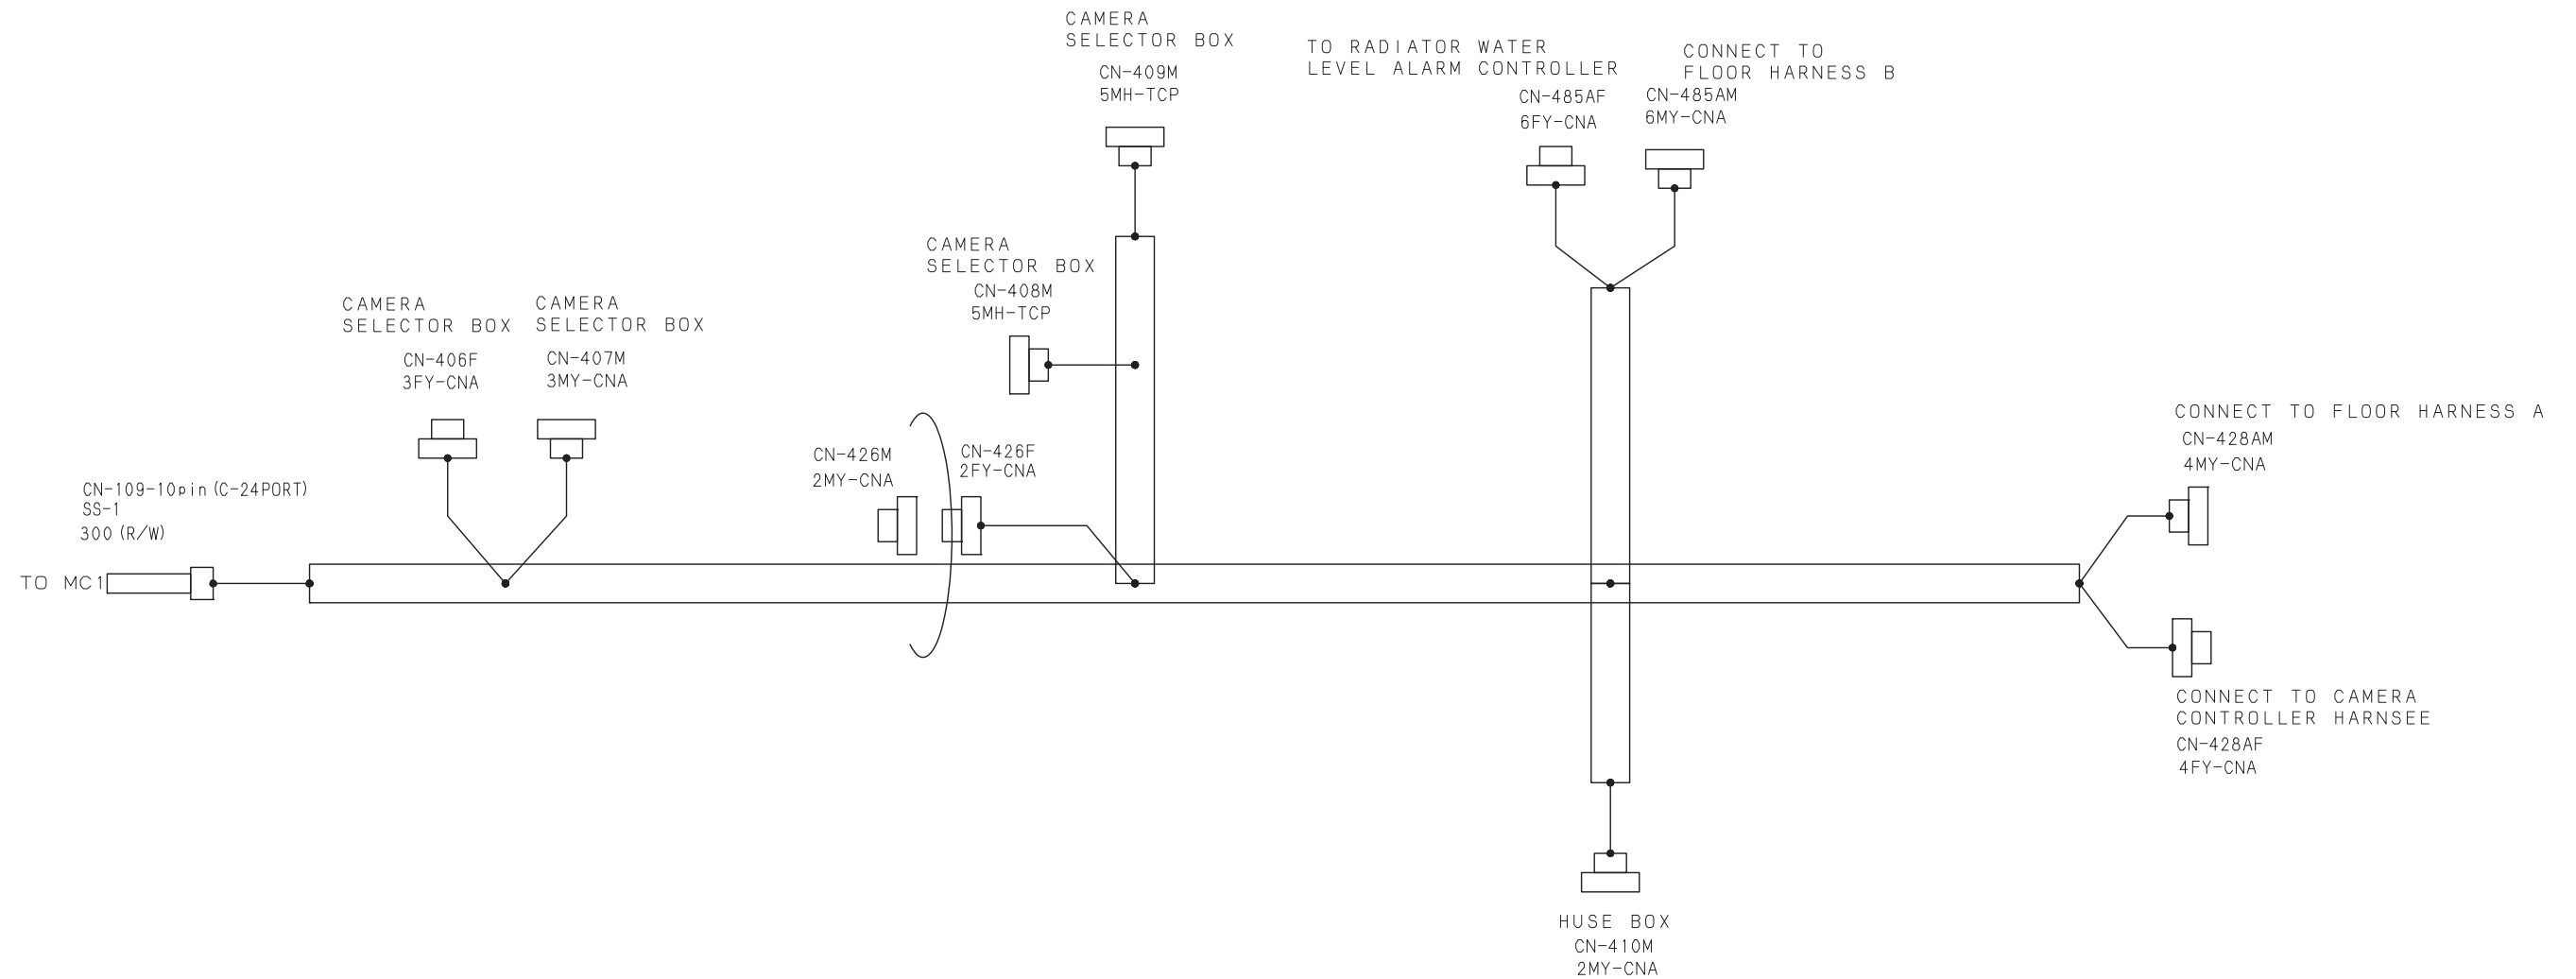 CAMERA
SELECTOR BOX
CN-409M
5MH-TCP
TO RADIATOR WATER
LEVEL ALARM CONTROLLER
CN-485AF
6FY-CNA
CONNECT TO
FLOOR HARNESS B
CN-485AM
6MY-CNA
CAMERA
SELECTOR BOX
CN-408M
5MH-TCP
CAMERA
SELECTOR BOX
CN-406F
3FY-CNA
CAMERA
SELECTOR BOX
CN-407M
3MY-CNA
CN-426M
2MY-CNA
CN-426F
2FY-CNA
CONNECT TO FLOOR HARNESS A
CN-428AM
4MY-CNA
CN-109-10pin(C-24PORT)
SS-1
300(R/W)
TO MC1
CONNECT TO CAMERA
CONTROLLER HARNSEE
CN-428AF
4FY-CNA
HUSE BOX
CN-410M
2MY-CNA